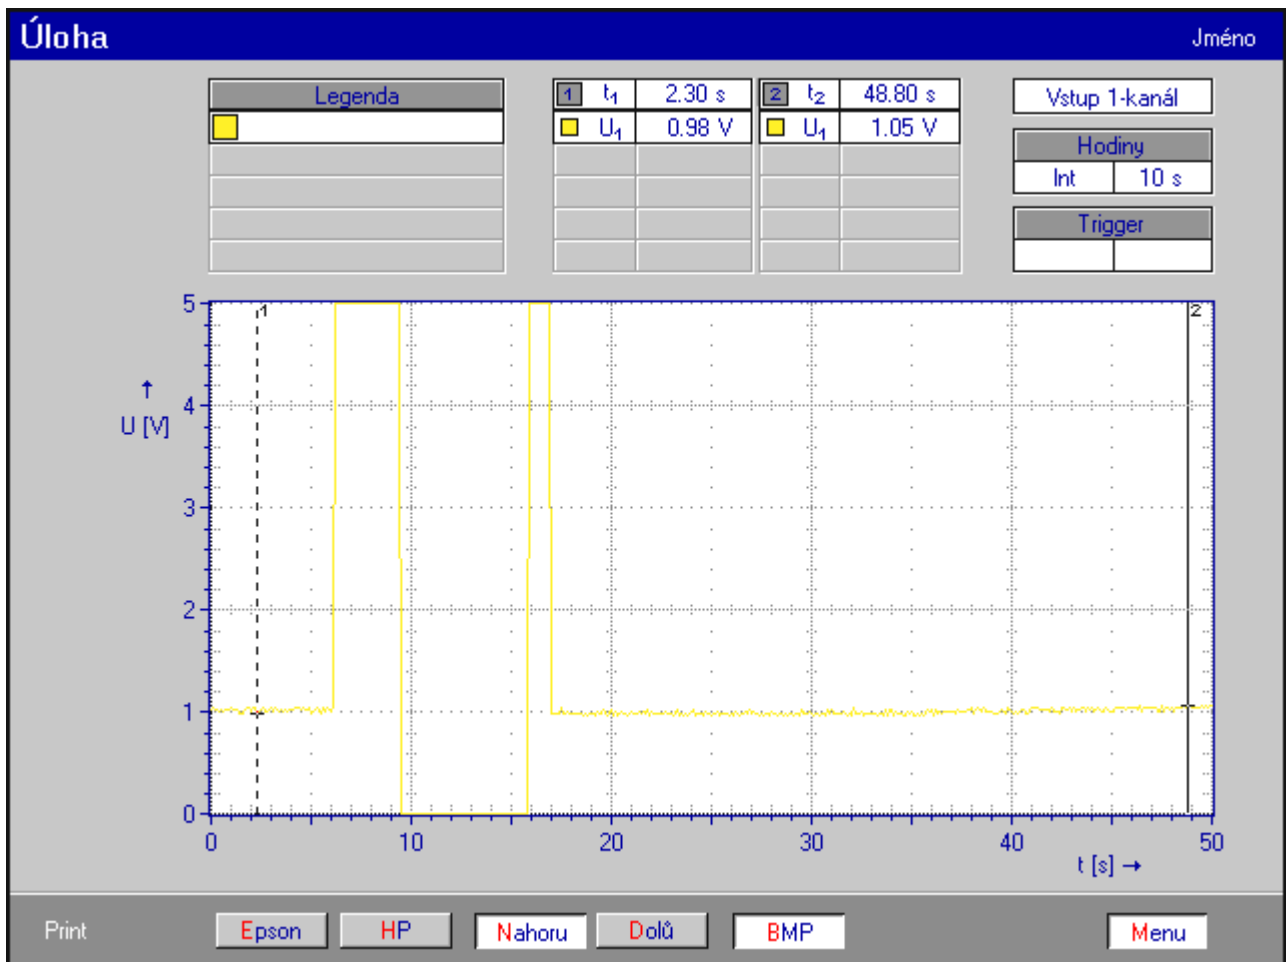 Úloha Jméno
Legenda 1 t1 2.30 s 2 t2 48.80 s Vstup 1-kanál
U1 0.98 V U1 1.05 V
Hodiny
Int 10 s
Trigger
5
1 2
↑
4
U [V]
3
2
1
0
0 10 20 30 40 50
t [s] →
Print Epson HP Nahoru Dolů BMP Menu